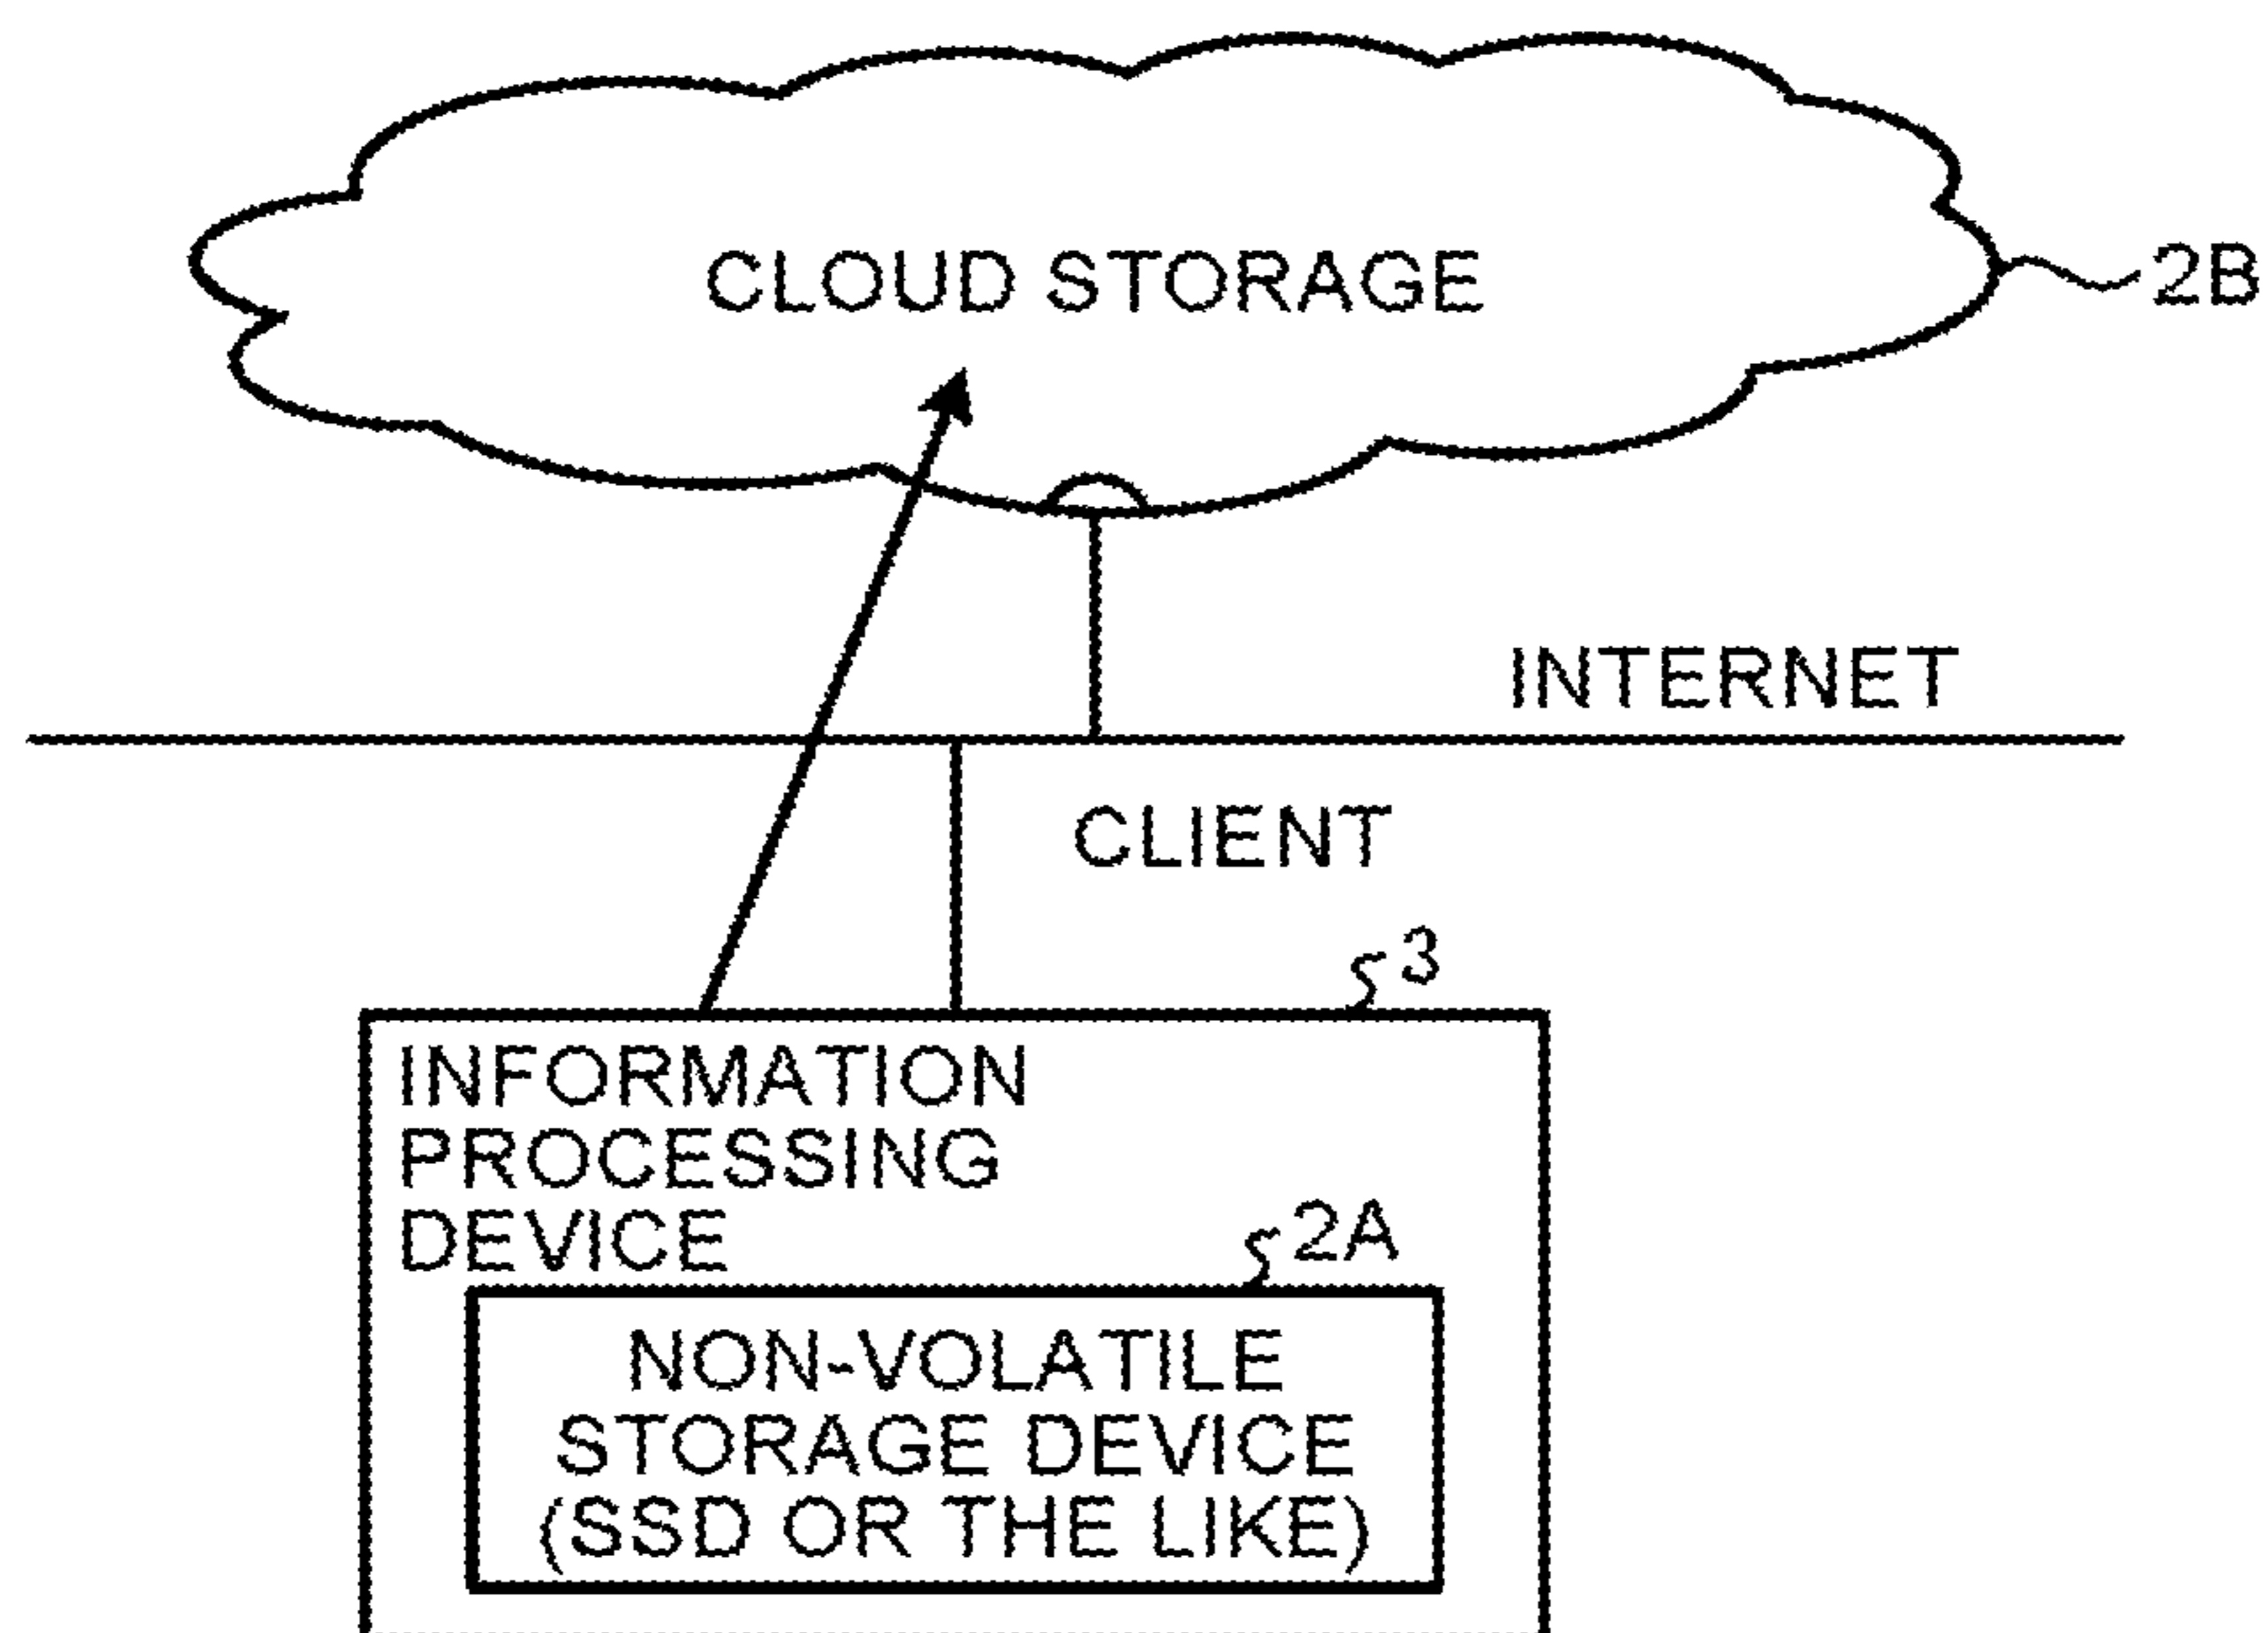 CLOUD STORAGE
2B
INTERNET
CLIENT
3
INFORMATION
PROCESSING
DEVICE
2A
NON-VOLATILE
STORAGE DEVICE
(SSD OR THE LIKE)